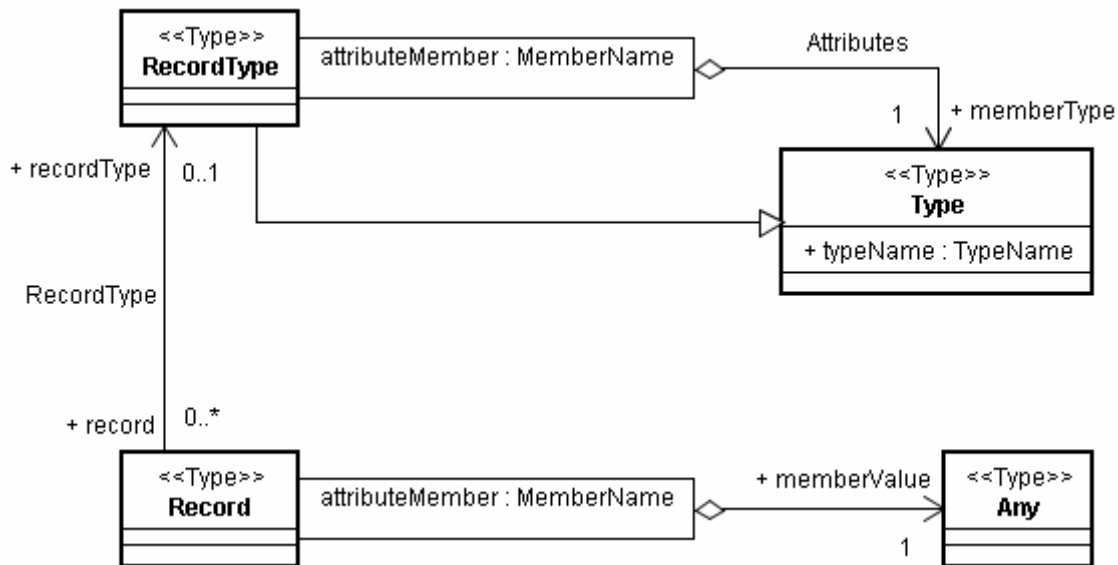 <<Type>>
RecordType
attributeMember : MemberName
Attributes
1
+ memberType
+ recordType
0..1
<<Type>>
Type
+ typeName : TypeName
RecordType
+ record
0..*
<<Type>>
Record
attributeMember : MemberName
+ memberValue
1
<<Type>>
Any